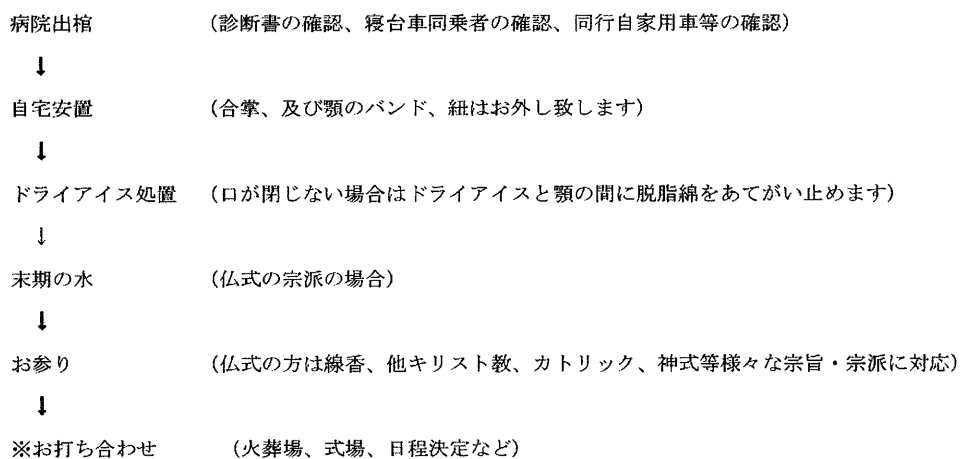 病院出棺　（診断書の確認、寝台車同乗者の確認、同行自家用車等の確認）
↓
自宅安置　（合掌、及び顎のバンド、紐はお外し致します）
↓
ドライアイス処置　（口が閉じない場合はドライアイスと顎の間に脱脂綿をあてがい止めます）
↓
末期の水　（仏式の宗派の場合）
↓
お参り　（仏式の方は線香、他キリスト教、カトリック、神式等様々な宗旨・宗派に対応）
↓
※お打ち合わせ　（火葬場、式場、日程決定など）